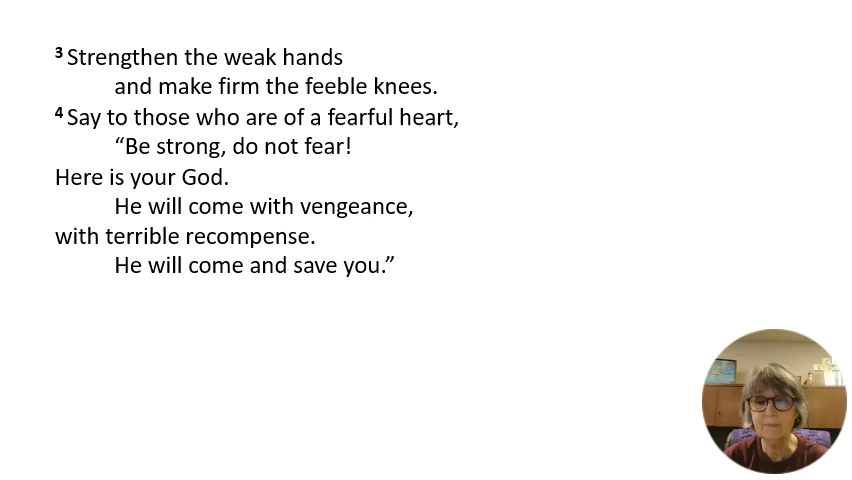 3 Strengthen the weak hands
and make firm the feeble knees.
4 Say to those who are of a fearful heart,
“Be strong, do not fear!
Here is your God.
He will come with vengeance,
with terrible recompense.
He will come and save you.”